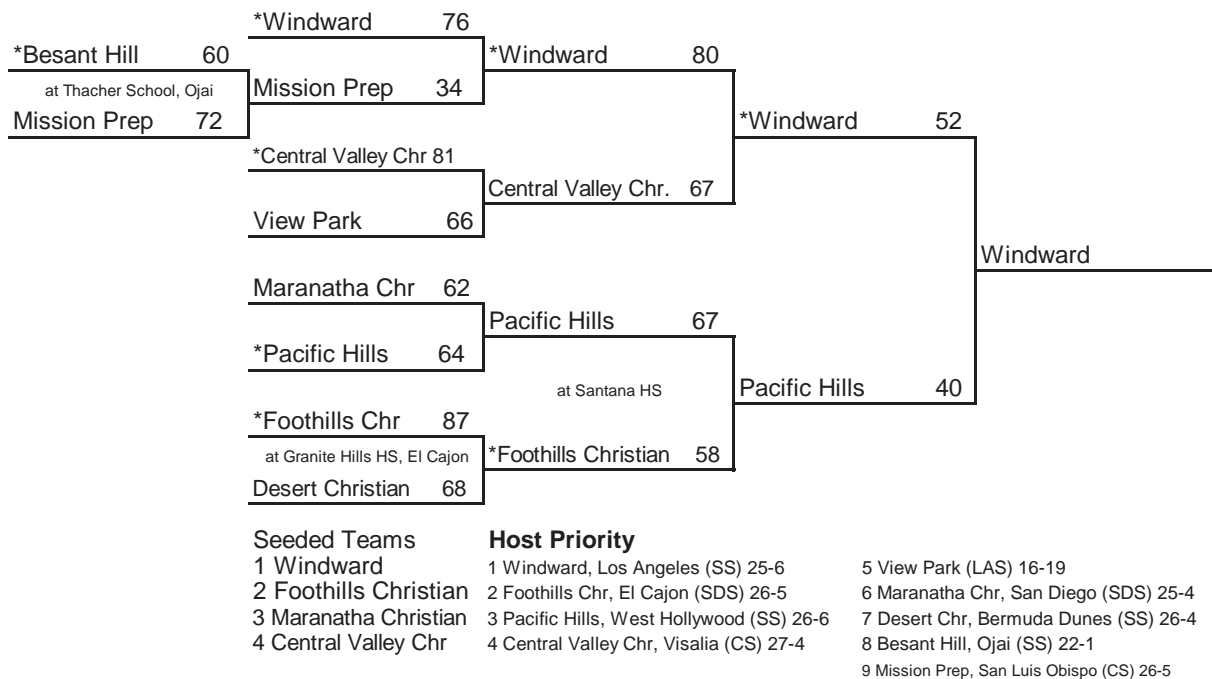 *Besant Hill 60
at Thacher School, Ojai
Mission Prep 72
*Windward 76
Mission Prep 34
*Central Valley Chr 81
View Park 66
Maranatha Chr 62
*Pacific Hills 64
*Foothills Chr 87
at Granite Hills HS, El Cajon
Desert Christian 68
*Windward 80
Central Valley Chr. 67
Pacific Hills 67
at Santana HS
*Foothills Christian 58
*Windward 52
Pacific Hills 40
Windward
Seeded Teams
1 Windward
2 Foothills Christian
3 Maranatha Christian
4 Central Valley Chr
Host Priority
1 Windward, Los Angeles (SS) 25-6
2 Foothills Chr, El Cajon (SDS) 26-5
3 Pacific Hills, West Hollywood (SS) 26-6
4 Central Valley Chr, Visalia (CS) 27-4
5 View Park (LAS) 16-19
6 Maranatha Chr, San Diego (SDS) 25-4
7 Desert Chr, Bermuda Dunes (SS) 26-4
8 Besant Hill, Ojai (SS) 22-1
9 Mission Prep, San Luis Obispo (CS) 26-5